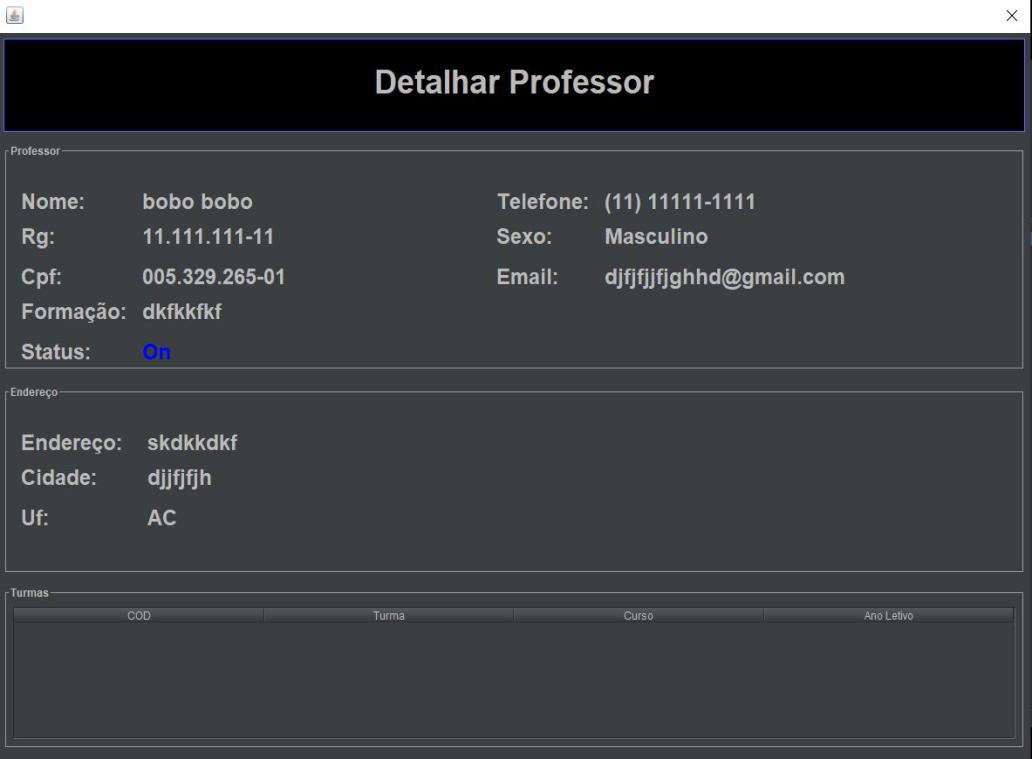 Detalhar Professor
Professor
Nome: bobo bobo Telefone: (11) 11111-1111
Rg: 11.111.111-11 Sexo: Masculino
Cpf: 005.329.265-01 Email: djfjfjjfjghhd@gmail.com
Formação: dkfkkfkf
Status: On
Endereço
Endereço: skdkkdkf
Cidade: djjfjfjh
Uf: AC
Turmas
COD Turma Curso Ano Letivo